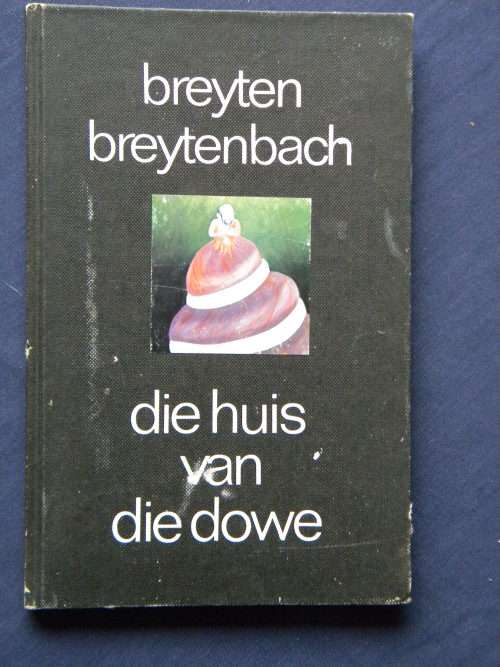 breyten
breytenbach
die huis
van
die dowe